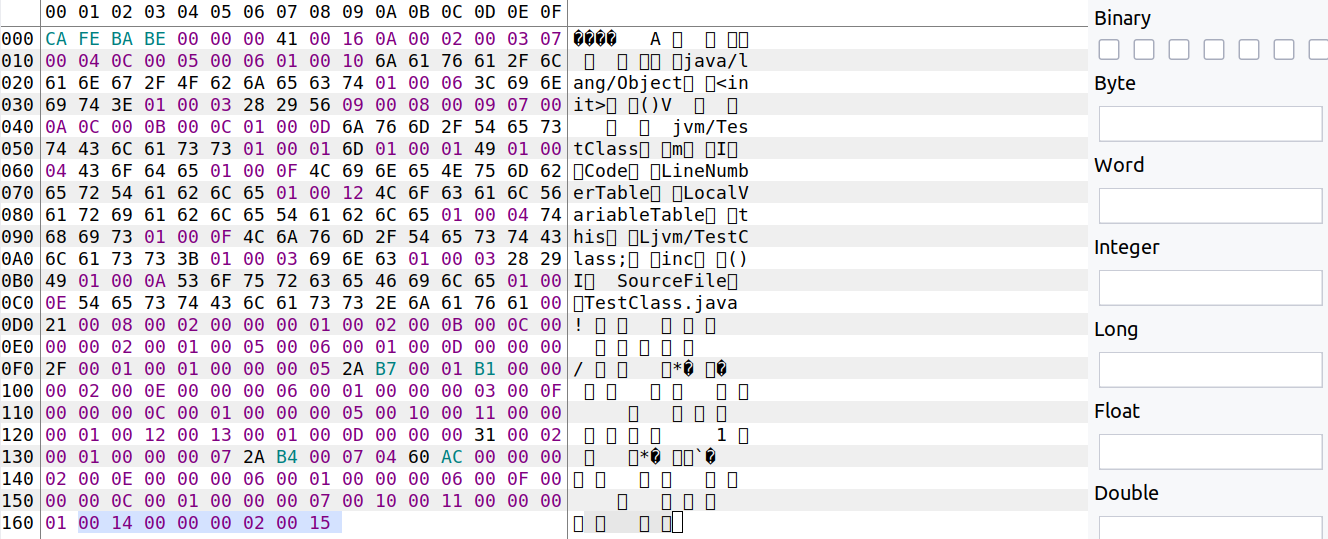 00 01 02 03 04 05 06 07 08 09 0A 0B 0C 0D 0E 0F
000 CA FE BA BE 00 00 00 41 00 16 0A 00 02 00 03 07 ���� A
010 00 04 0C 00 05 00 06 01 00 10 6A 61 76 61 2F 6C java/l
020 61 6E 67 2F 4F 62 6A 65 63 74 01 00 06 3C 69 6E ang/Object <in
030 69 74 3E 01 00 03 28 29 56 09 00 08 00 09 07 00 it> ()V
040 0A 0C 00 0B 00 0C 01 00 0D 6A 76 6D 2F 54 65 73 jvm/Tes
050 74 43 6C 61 73 73 01 00 01 6D 01 00 01 49 01 00 tClass m I
060 04 43 6F 64 65 01 00 0F 4C 69 6E 65 4E 75 6D 62 Code LineNumb
070 65 72 54 61 62 6C 65 01 00 12 4C 6F 63 61 6C 56 erTable LocalV
080 61 72 69 61 62 6C 65 54 61 62 6C 65 01 00 04 74 ariableTable t
090 68 69 73 01 00 0F 4C 6A 76 6D 2F 54 65 73 74 43 his Ljvm/TestC
0A0 6C 61 73 73 3B 01 00 03 69 6E 63 01 00 03 28 29 lass; inc ()
0B0 49 01 00 0A 53 6F 75 72 63 65 46 69 6C 65 01 00 I SourceFile
0C0 0E 54 65 73 74 43 6C 61 73 73 2E 6A 61 76 61 00 TestClass.java
0D0 21 00 08 00 02 00 00 00 01 00 02 00 0B 00 0C 00 !
0E0 00 00 02 00 01 00 05 00 06 00 01 00 0D 00 00 00
0F0 2F 00 01 00 01 00 00 00 05 2A B7 00 01 B1 00 00 / *� �
100 00 02 00 0E 00 00 00 06 00 01 00 00 00 03 00 0F
110 00 00 00 0C 00 01 00 00 00 05 00 10 00 11 00 00
120 00 01 00 12 00 13 00 01 00 0D 00 00 00 31 00 02 1
130 00 01 00 00 00 07 2A B4 00 07 04 60 AC 00 00 00 *� `�
140 02 00 0E 00 00 00 06 00 01 00 00 00 06 00 0F 00
150 00 00 0C 00 01 00 00 00 07 00 10 00 11 00 00 00
160 01 00 14 00 00 00 02 00 15
Binary
Byte
Word
Integer
Long
Float
Double